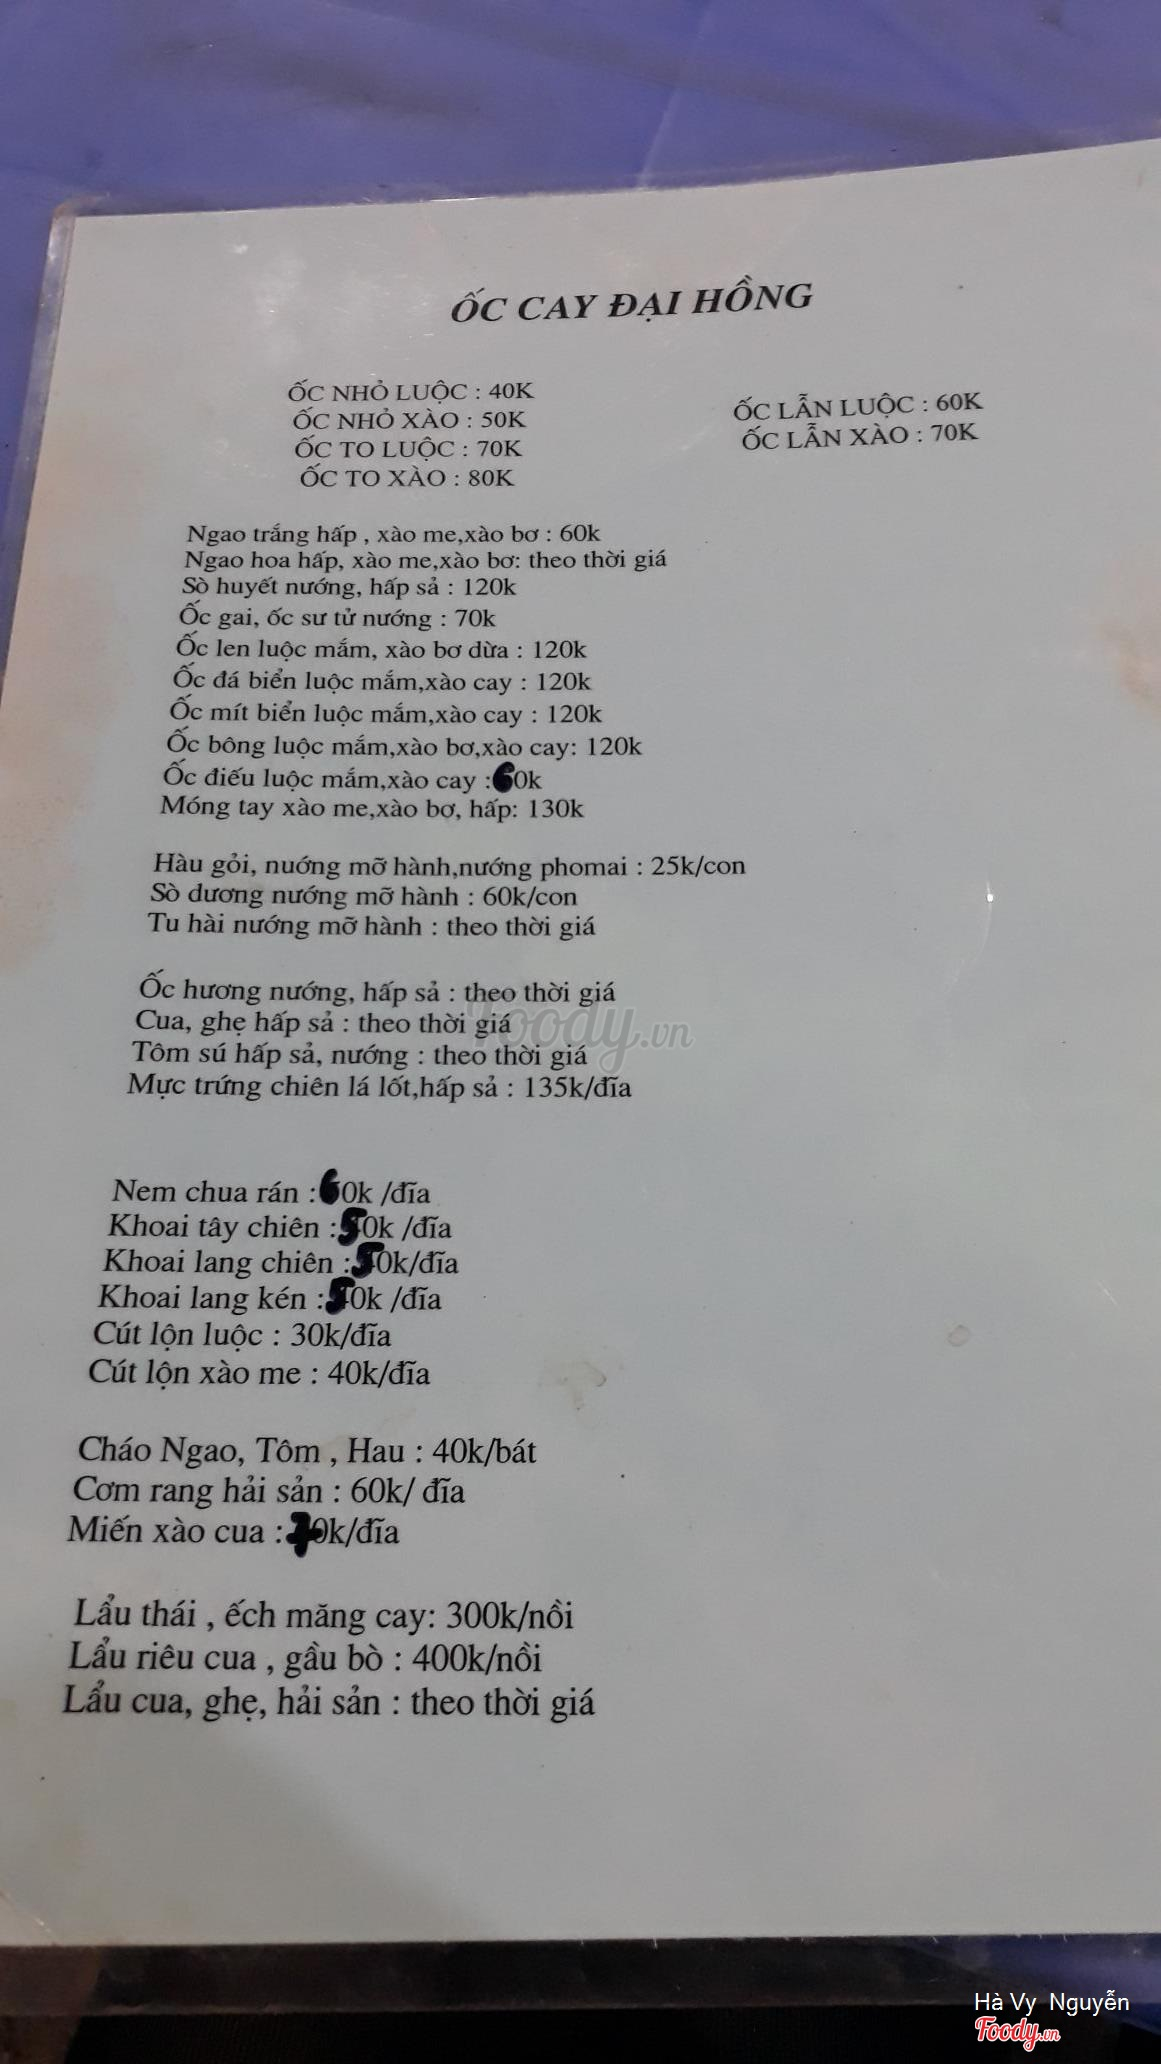 ỐC CAY ĐẠI HỒNG
ỐC NHỎ LUỘC : 40K
ỐC NHỎ XÀO : 50K
ỐC TO LUỘC : 70K
ỐC TO XÀO : 80K
ỐC LẪN LUỘC : 60K
ỐC LẪN XÀO : 70K
Ngao trắng hấp , xào me,xào bơ : 60k
Ngao hoa hấp, xào me,xào bơ: theo thời giá
Sò huyết nướng, hấp sả : 120k
Ốc gai, ốc sư tử nướng : 70k
Ốc len luộc mắm, xào bơ dừa : 120k
Ốc đá biển luộc mắm,xào cay : 120k
Ốc mít biển luộc mắm,xào cay : 120k
Ốc bông luộc mắm,xào bơ,xào cay: 120k
Ốc điếu luộc mắm,xào cay :60k
Móng tay xào me,xào bơ, hấp: 130k
Hàu gỏi, nuớng mỡ hành,nướng phomai : 25k/con
Sò dương nướng mỡ hành : 60k/con
Tu hài nướng mỡ hành : theo thời giá
Ốc hương nướng, hấp sả : theo thời giá
Cua, ghẹ hấp sả : theo thời giá
Tôm sú hấp sả, nướng : theo thời giá
Mực trứng chiên lá lốt,hấp sả : 135k/đĩa
Foody.vn
Nem chua rán :60k /đĩa
Khoai tây chiên :50k /đĩa
Khoai lang chiên :50k/đĩa
Khoai lang kén :50k /đĩa
Cút lộn luộc : 30k/đĩa
Cút lộn xào me : 40k/đĩa
Cháo Ngao, Tôm , Hau : 40k/bát
Cơm rang hải sản : 60k/ đĩa
Miến xào cua :70k/đĩa
Lẩu thái , ếch măng cay: 300k/nồi
Lẩu riêu cua , gầu bò : 400k/nồi
Lẩu cua, ghẹ, hải sản : theo thời giá
Hà Vy Nguyễn
Foody.vn